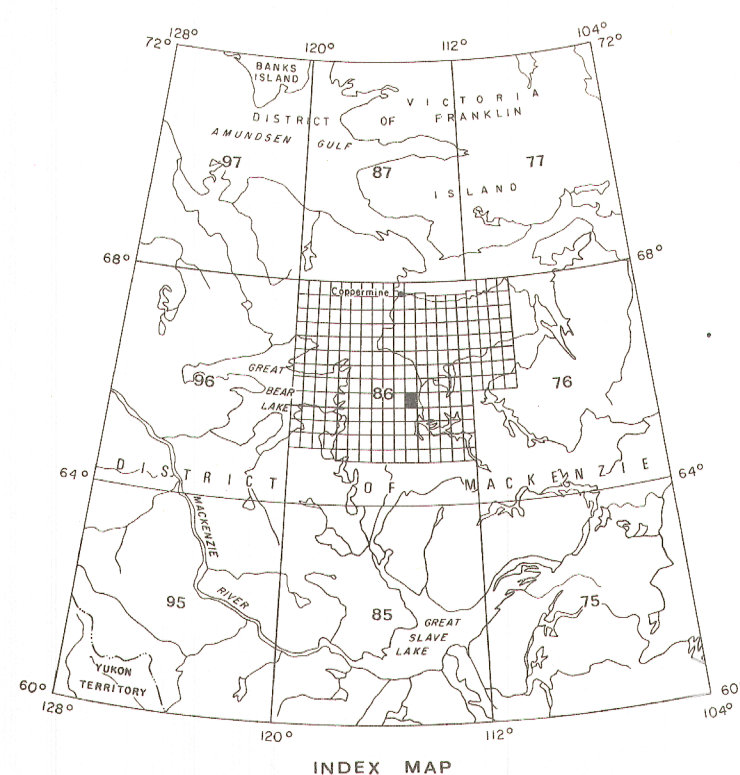 128°
120°
112°
104°
72°
72°
BANKS
ISLAND
VICTORIA
DISTRICT OF FRANKLIN
AMUNDSEN GULF
97
87
77
ISLAND
68°
68°
Coppermine
GREAT
BEAR
LAKE
96
86
76
DISTRICT OF MACKENZIE
64°
64°
MACKENZIE
RIVER
95
85
75
GREAT
SLAVE
LAKE
YUKON
TERRITORY
60°
60
128°
120°
112°
104°
INDEX MAP